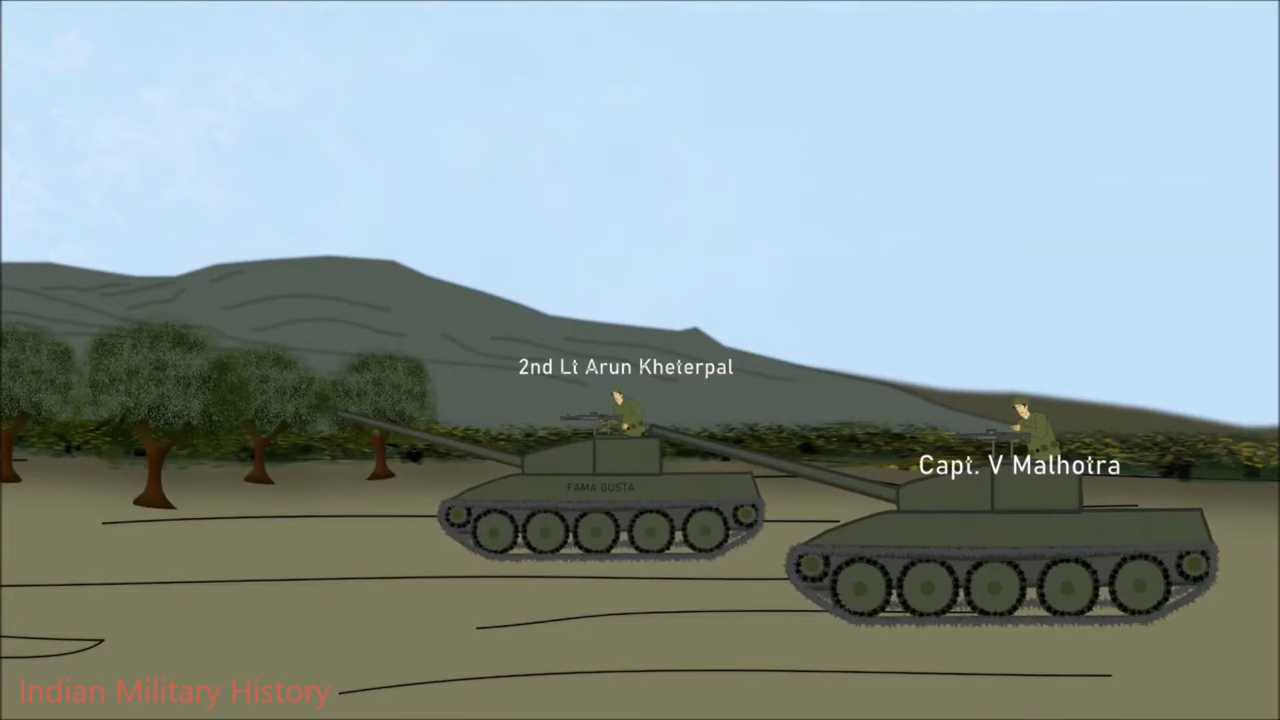 2nd Lt Arun Kheterpal
Capt. V Malhotra
FAMA GUSTA
Indian Military History